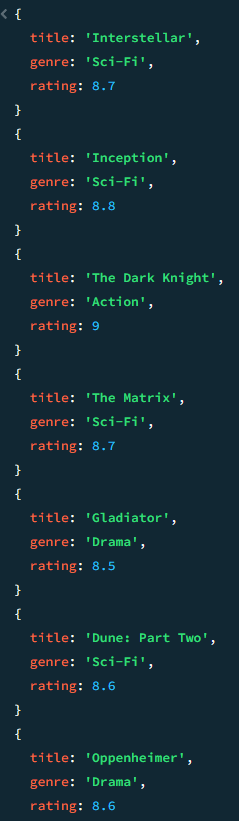 < {
title: 'Interstellar',
genre: 'Sci-Fi',
rating: 8.7
}
{
title: 'Inception',
genre: 'Sci-Fi',
rating: 8.8
}
{
title: 'The Dark Knight',
genre: 'Action',
rating: 9
}
{
title: 'The Matrix',
genre: 'Sci-Fi',
rating: 8.7
}
{
title: 'Gladiator',
genre: 'Drama',
rating: 8.5
}
{
title: 'Dune: Part Two',
genre: 'Sci-Fi',
rating: 8.6
}
{
title: 'Oppenheimer',
genre: 'Drama',
rating: 8.6